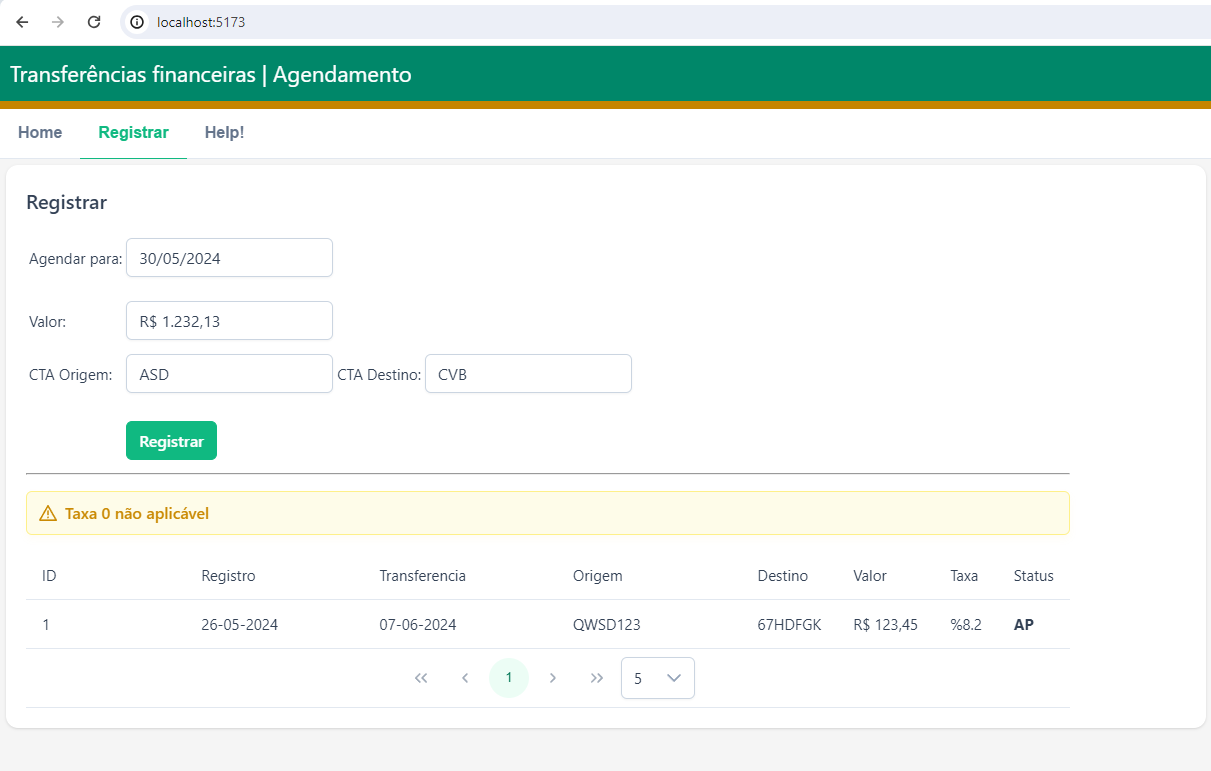 localhost:5173
Transferências financeiras | Agendamento
Home Registrar Help!
Registrar
Agendar para: 30/05/2024
Valor: R$ 1.232,13
CTA Origem: ASD CTA Destino: CVB
Registrar
Taxa 0 não aplicável
ID Registro Transferencia Origem Destino Valor Taxa Status
1 26-05-2024 07-06-2024 QWSD123 67HDFGK R$ 123,45 %8.2 AP
1 5